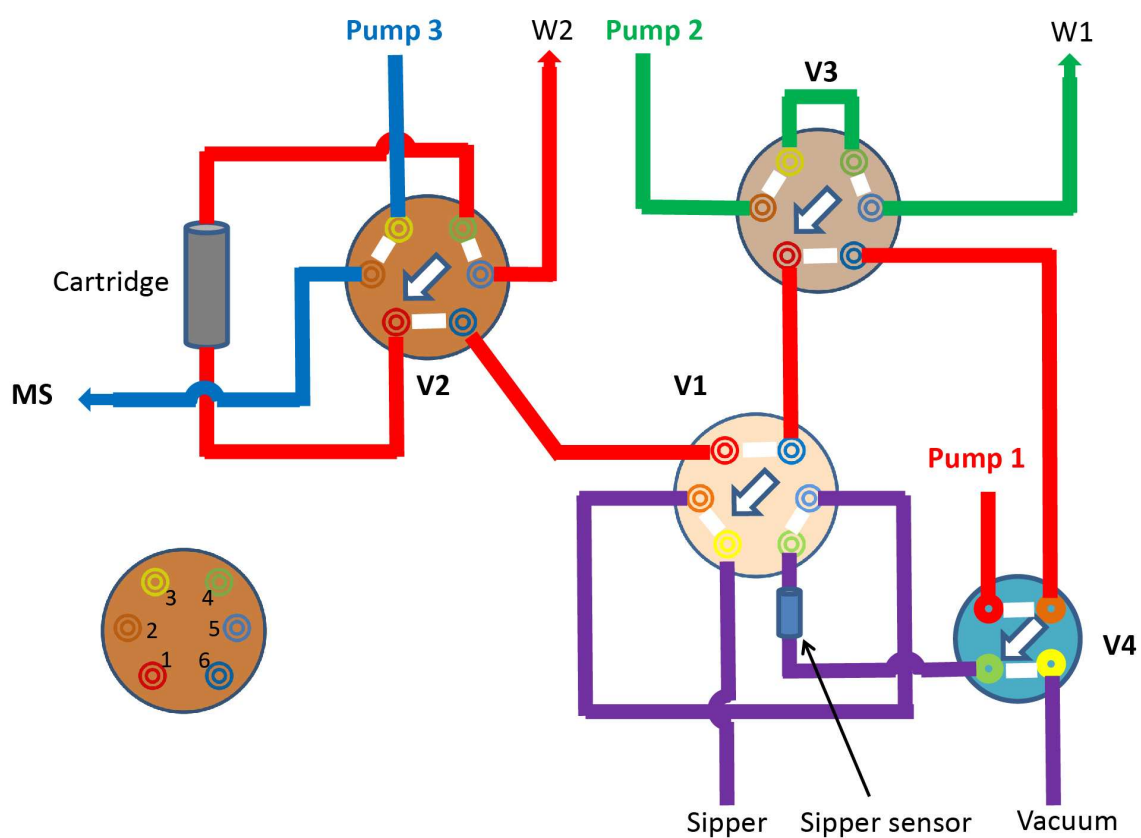 Pump 3
W2
Pump 2
W1
V3
Cartridge
MS
V2
V1
Pump 1
3
4
2
5
1
6
V4
Sipper
Sipper sensor
Vacuum